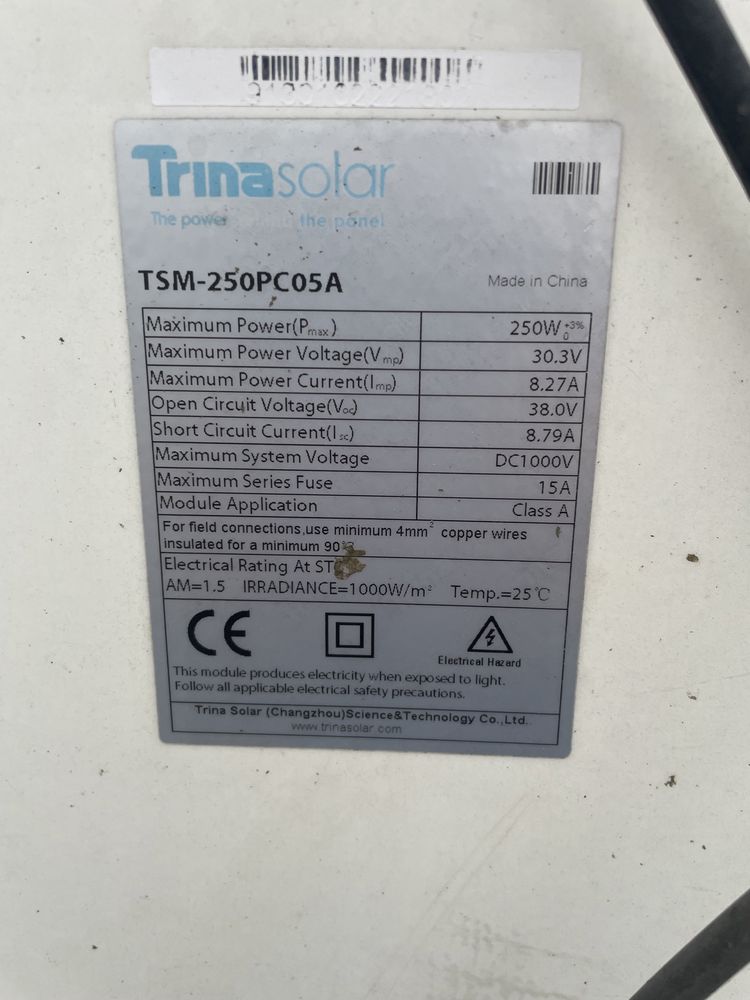 Trinasolar
The power the panel
TSM-250PC05A Made in China
Maximum Power(Pmax) 250W +3% 0
Maximum Power Voltage(Vmp) 30.3V
Maximum Power Current(Imp) 8.27A
Open Circuit Voltage(Voc) 38.0V
Short Circuit Current(Isc) 8.79A
Maximum System Voltage DC1000V
Maximum Series Fuse 15A
Module Application Class A
For field connections,use minimum 4mm² copper wires
insulated for a minimum 90
Electrical Rating At
AM=1.5 IRRADIANCE=1000W/m² Temp.=25℃
CE
Electrical Hazard
This module produces electricity when exposed to light.
Follow all applicable electrical safety precautions.
Trina Solar (Changzhou)Science&Technology Co.,Ltd.
www.trinasolar.com